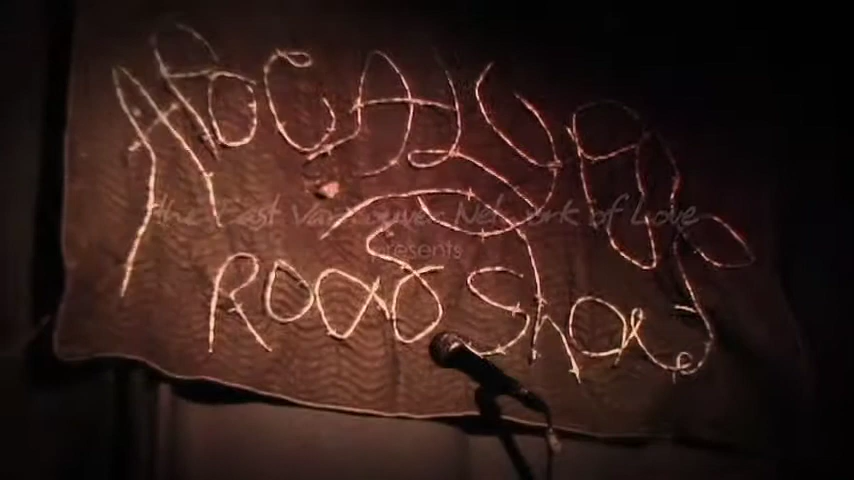 APOCALYPSE
the East Vancouver Network of Love
presents
ROADShow